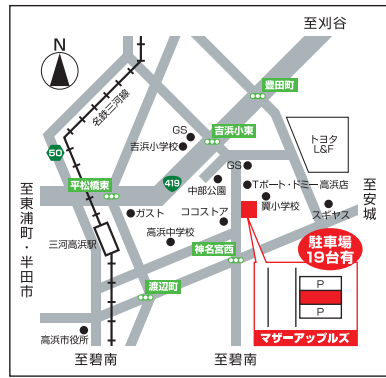 至刈谷
N
豊田町
名鉄三河線
GS
吉浜小東
吉浜小学校
トヨタ
L&F
50
GS
419
平松橋東
中部公園
Tポート・ドミー高浜店
至安城
至東浦町・半田市
ガスト
ココストア
翼小学校
スギヤス
高浜中学校
三河高浜駅
神名宮西
駐車場
19台有
渡辺町
P
P
高浜市役所
マザーアップルズ
至碧南
至碧南